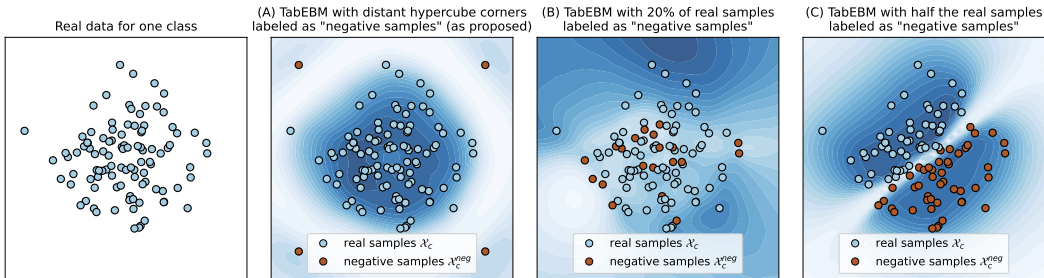 Real data for one class
(A) TabEBM with distant hypercube corners
labeled as "negative samples" (as proposed)
real samples 𝒳c
negative samples 𝒳c^neg
(B) TabEBM with 20% of real samples
labeled as "negative samples"
real samples 𝒳c
negative samples 𝒳c^neg
(C) TabEBM with half the real samples
labeled as "negative samples"
real samples 𝒳c
negative samples 𝒳c^neg